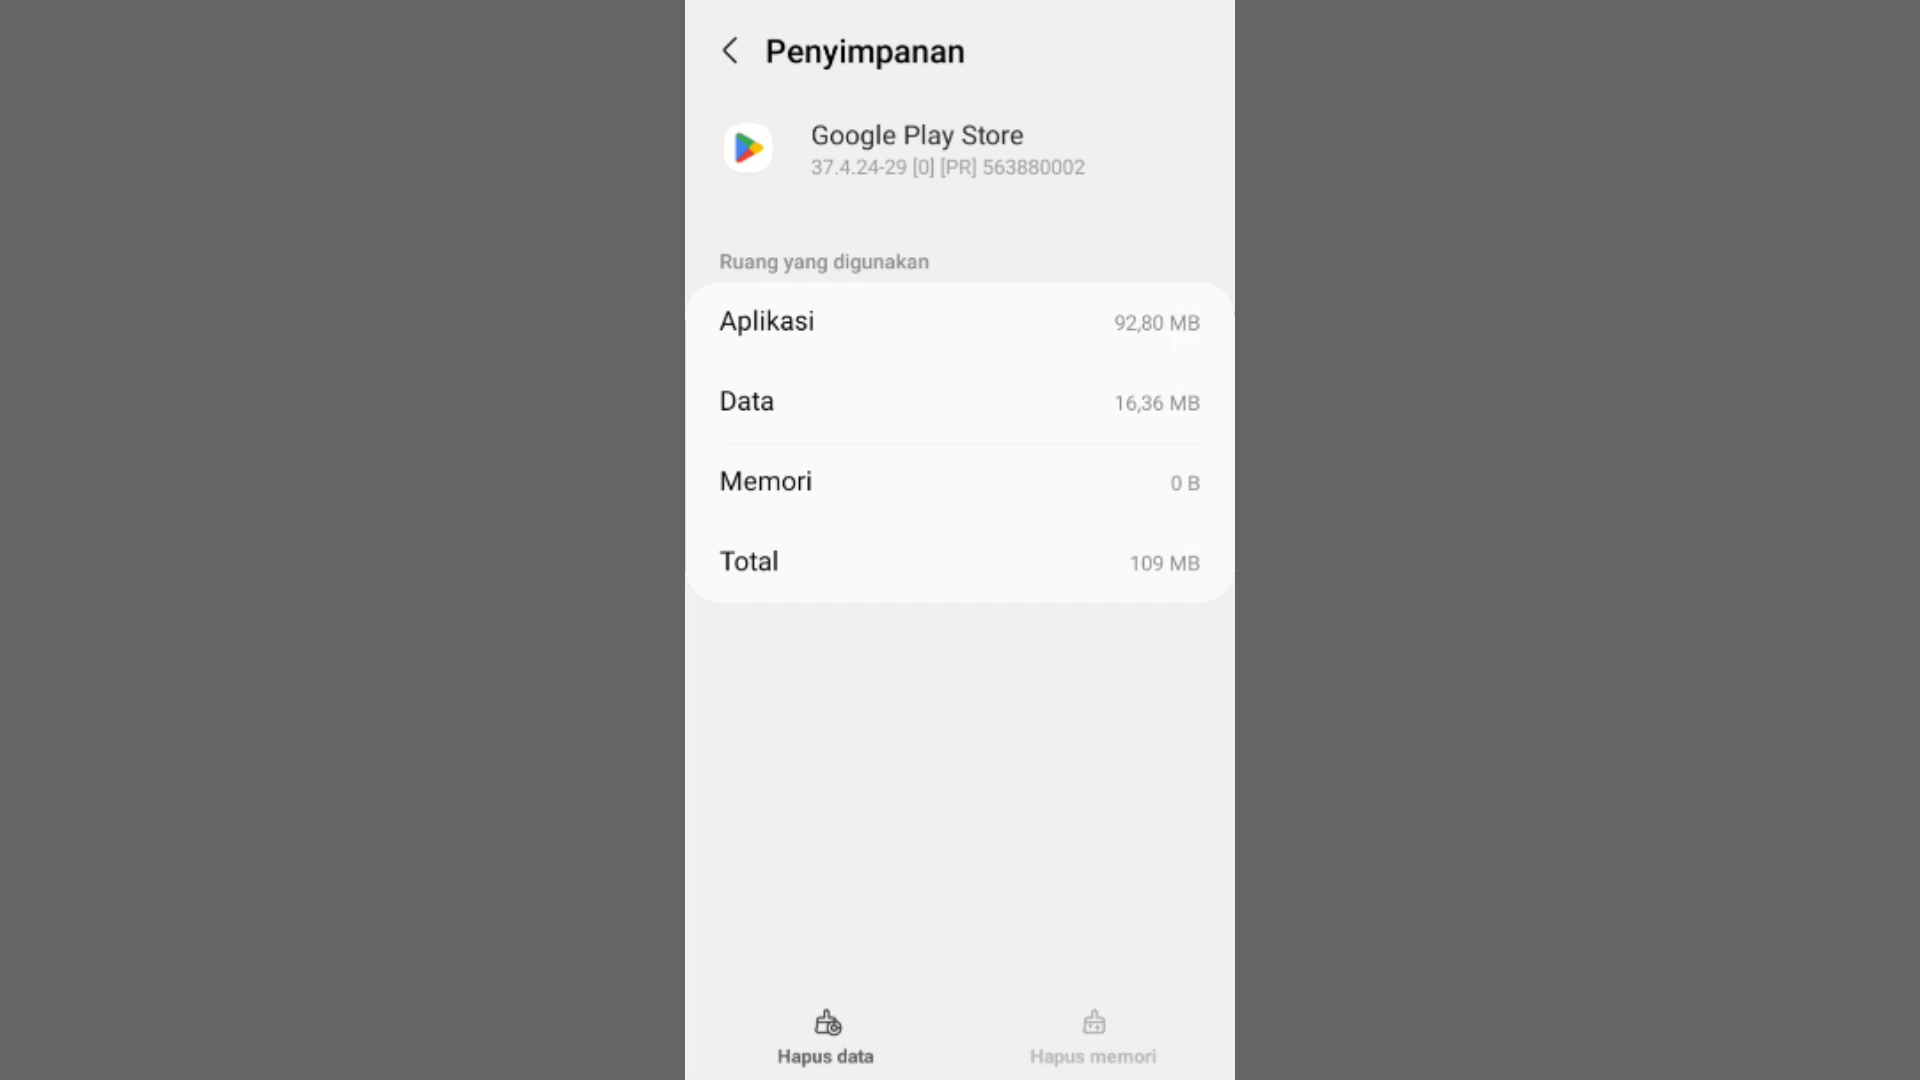 Penyimpanan
Google Play Store
37.4.24-29 [0] [PR] 563880002
Ruang yang digunakan
Aplikasi 92,80 MB
Data 16,36 MB
Memori 0 B
Total 109 MB
Hapus data Hapus memori